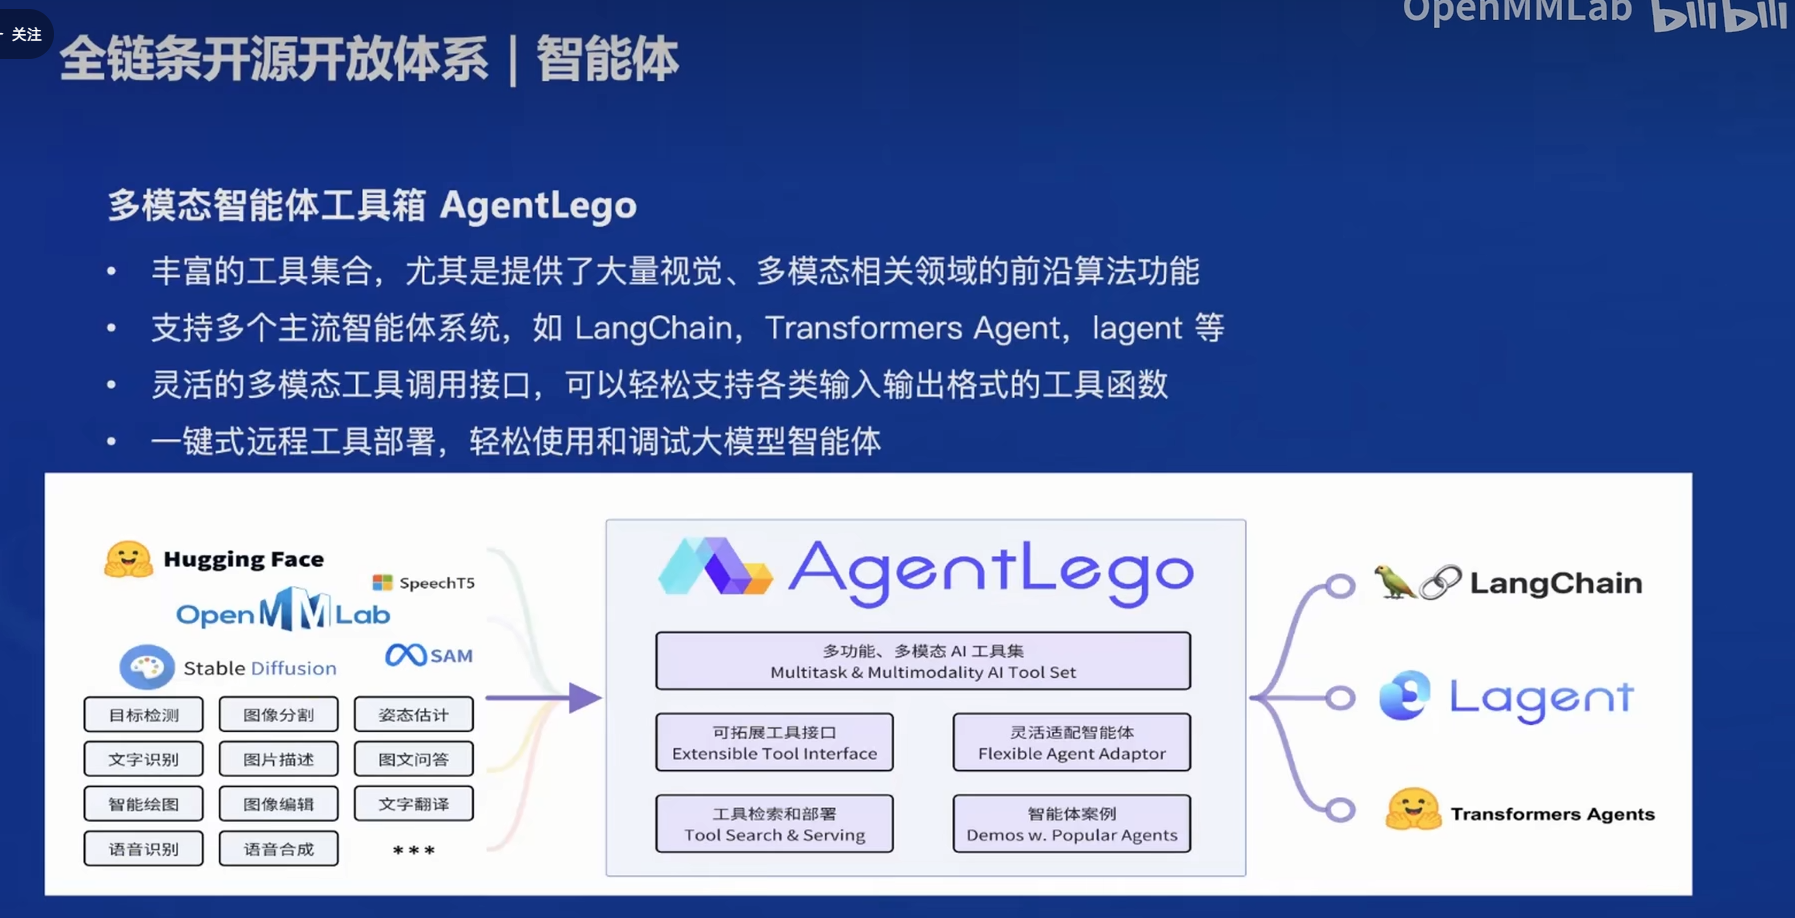 OpenMMLab bilibili
关注
全链条开源开放体系 | 智能体
多模态智能体工具箱 AgentLego
• 丰富的工具集合，尤其是提供了大量视觉、多模态相关领域的前沿算法功能
• 支持多个主流智能体系统，如 LangChain，Transformers Agent，lagent 等
• 灵活的多模态工具调用接口，可以轻松支持各类输入输出格式的工具函数
• 一键式远程工具部署，轻松使用和调试大模型智能体
Hugging Face
SpeechT5
OpenMMLab
Stable Diffusion
SAM
目标检测 图像分割 姿态估计
文字识别 图片描述 图文问答
智能绘图 图像编辑 文字翻译
语音识别 语音合成 ***
AgentLego
多功能、多模态 AI 工具集
Multitask & Multimodality AI Tool Set
可拓展工具接口
Extensible Tool Interface
灵活适配智能体
Flexible Agent Adaptor
工具检索和部署
Tool Search & Serving
智能体案例
Demos w. Popular Agents
LangChain
Lagent
Transformers Agents